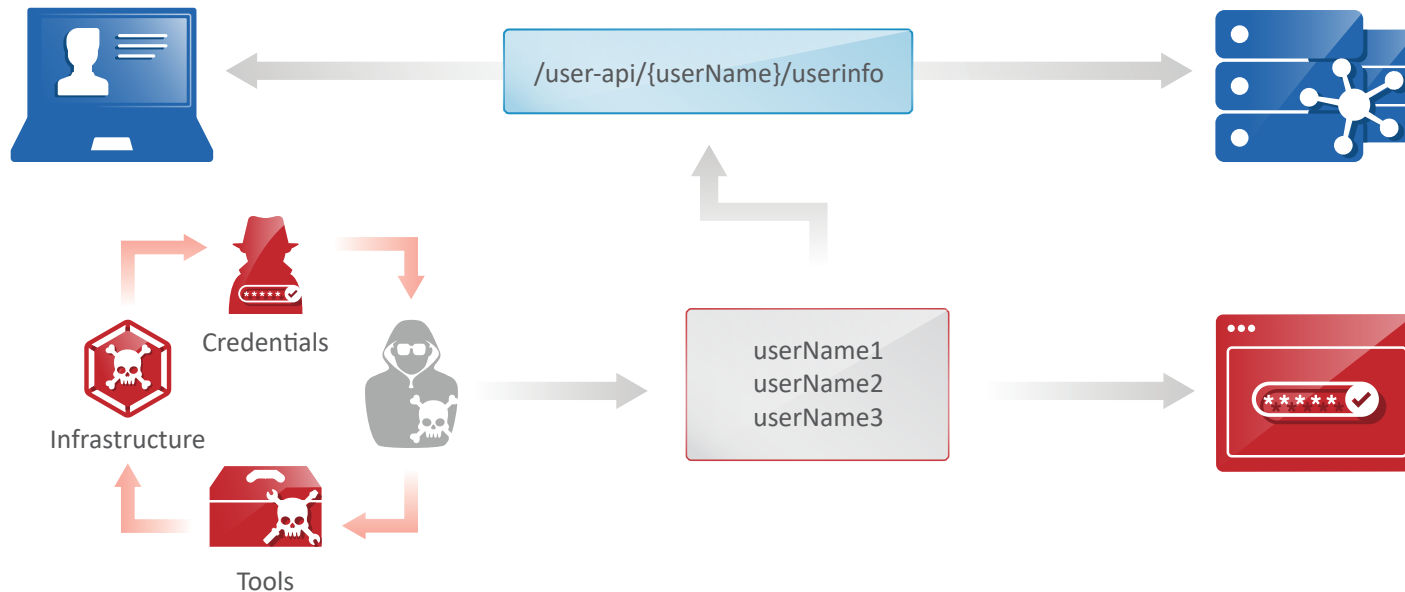 /user-api/{userName}/userinfo
Credentials
Infrastructure
userName1
userName2
userName3
Tools